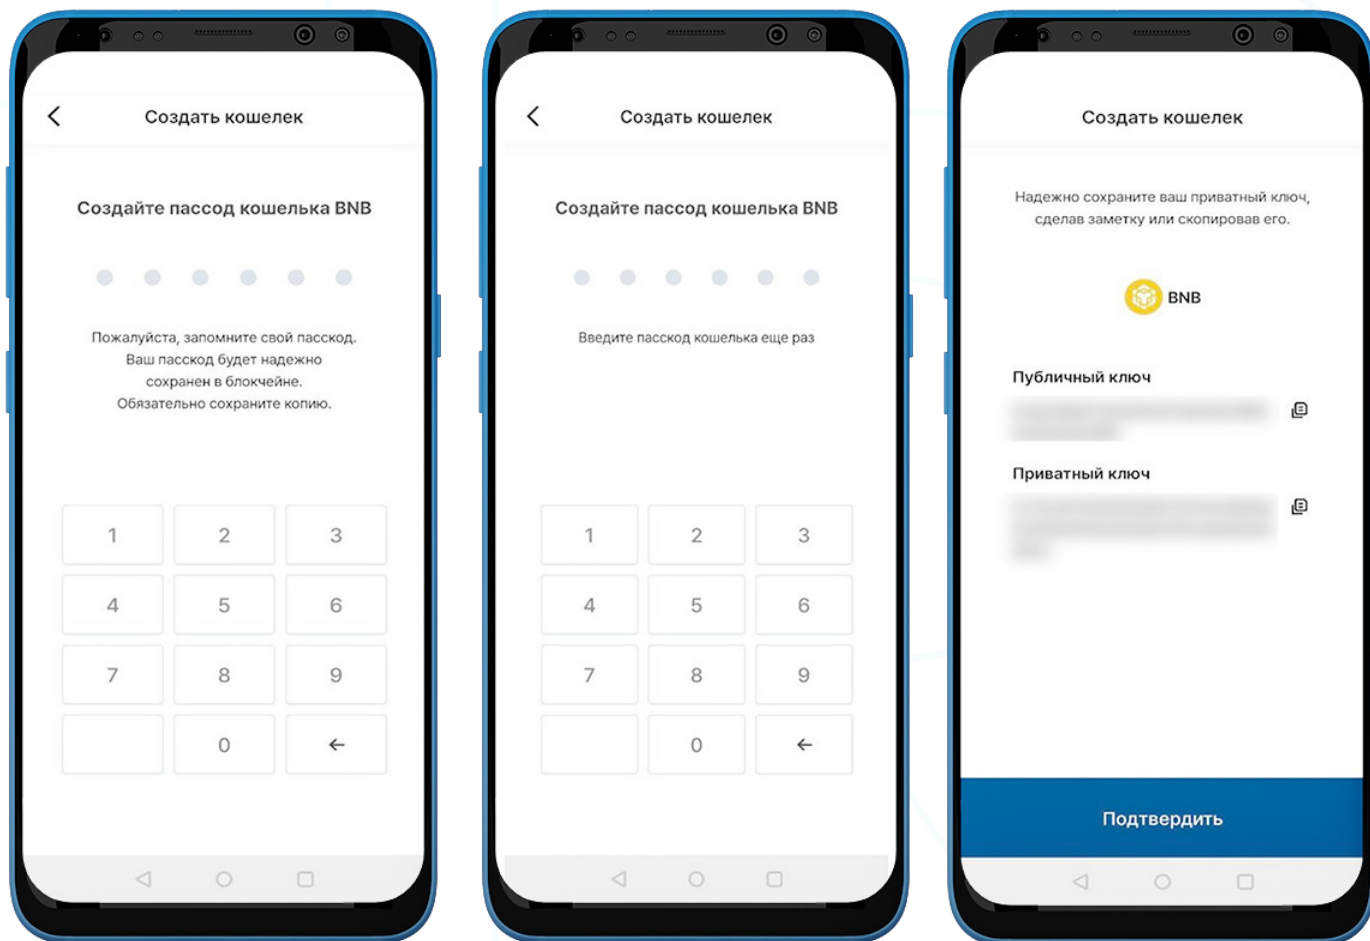 Создать кошелек
Создайте пассод кошелька BNB
Пожалуйста, запомните свой пасскод.
Ваш пасскод будет надежно
сохранен в блокчейне.
Обязательно сохраните копию.
1 2 3
4 5 6
7 8 9
0
Создать кошелек
Создайте пассод кошелька BNB
Введите пасскод кошелька еще раз
1 2 3
4 5 6
7 8 9
0
Создать кошелек
Надежно сохраните ваш приватный ключ,
сделав заметку или скопировав его.
BNB
Публичный ключ
Приватный ключ
Подтвердить